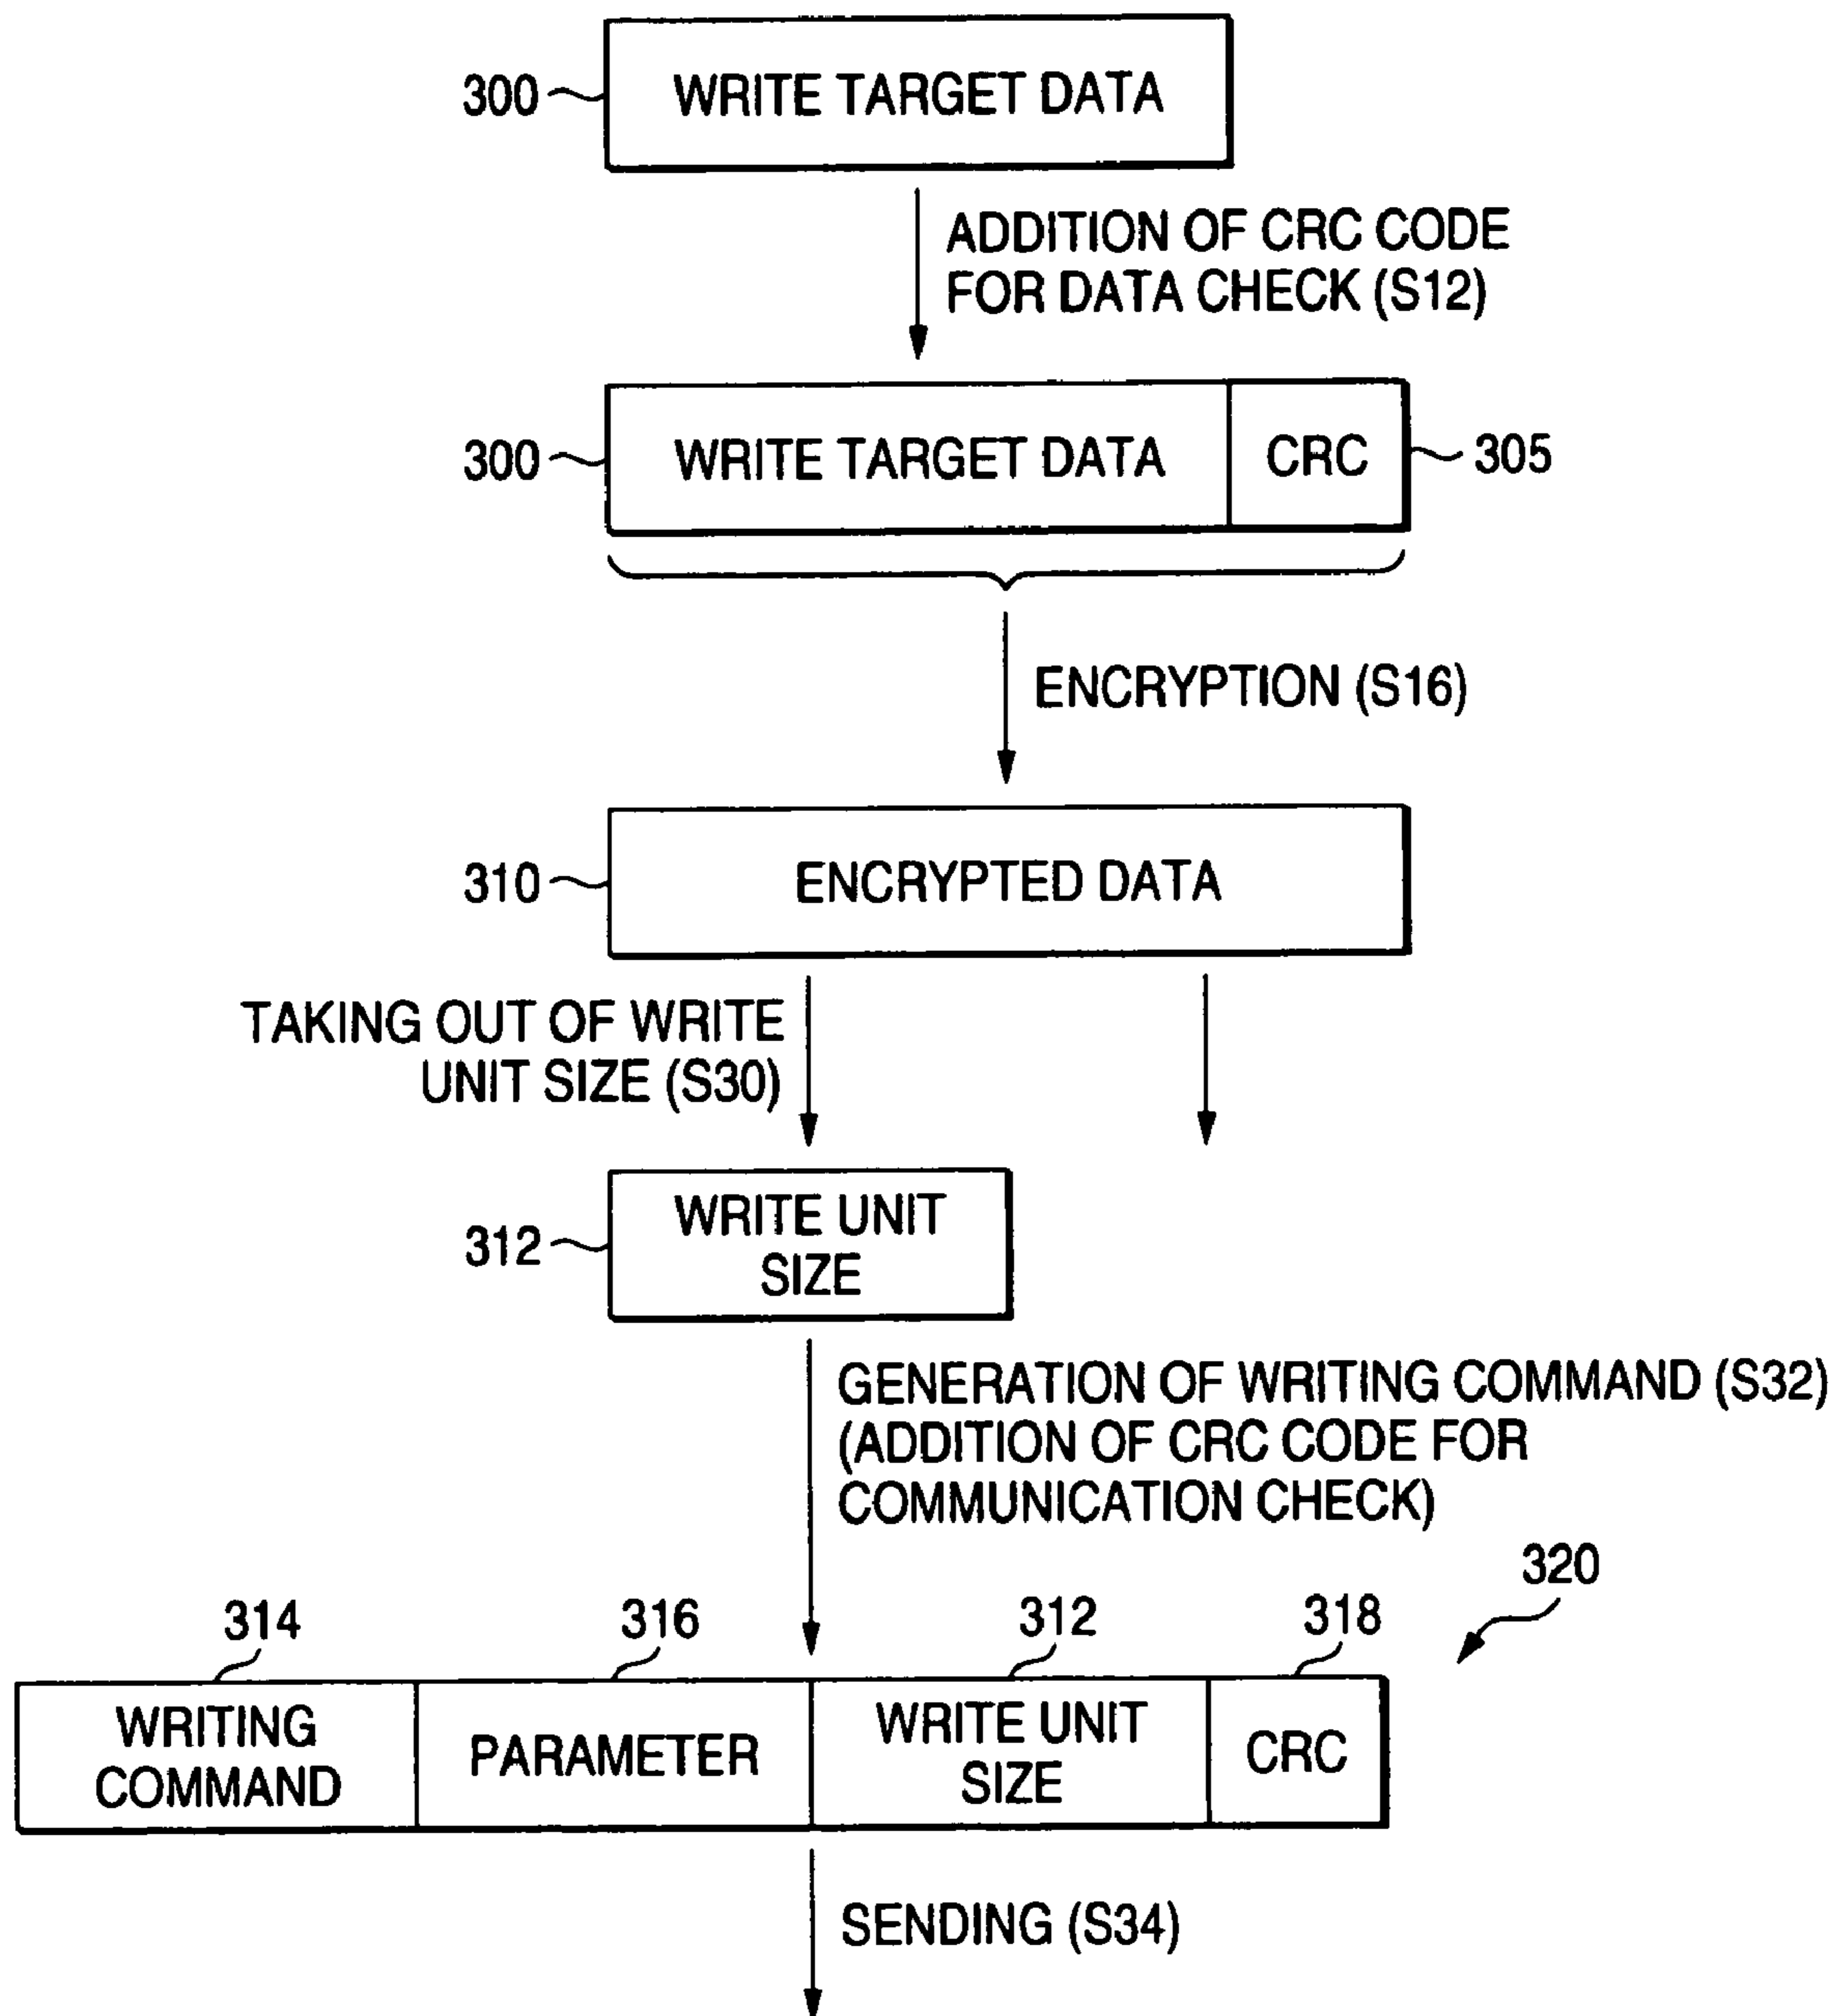 300
WRITE TARGET DATA
ADDITION OF CRC CODE
FOR DATA CHECK (S12)
300
WRITE TARGET DATA
CRC
305
ENCRYPTION (S16)
310
ENCRYPTED DATA
TAKING OUT OF WRITE
UNIT SIZE (S30)
312
WRITE UNIT
SIZE
GENERATION OF WRITING COMMAND (S32)
(ADDITION OF CRC CODE FOR
COMMUNICATION CHECK)
320
314
316
312
318
WRITING
COMMAND
PARAMETER
WRITE UNIT
SIZE
CRC
SENDING (S34)